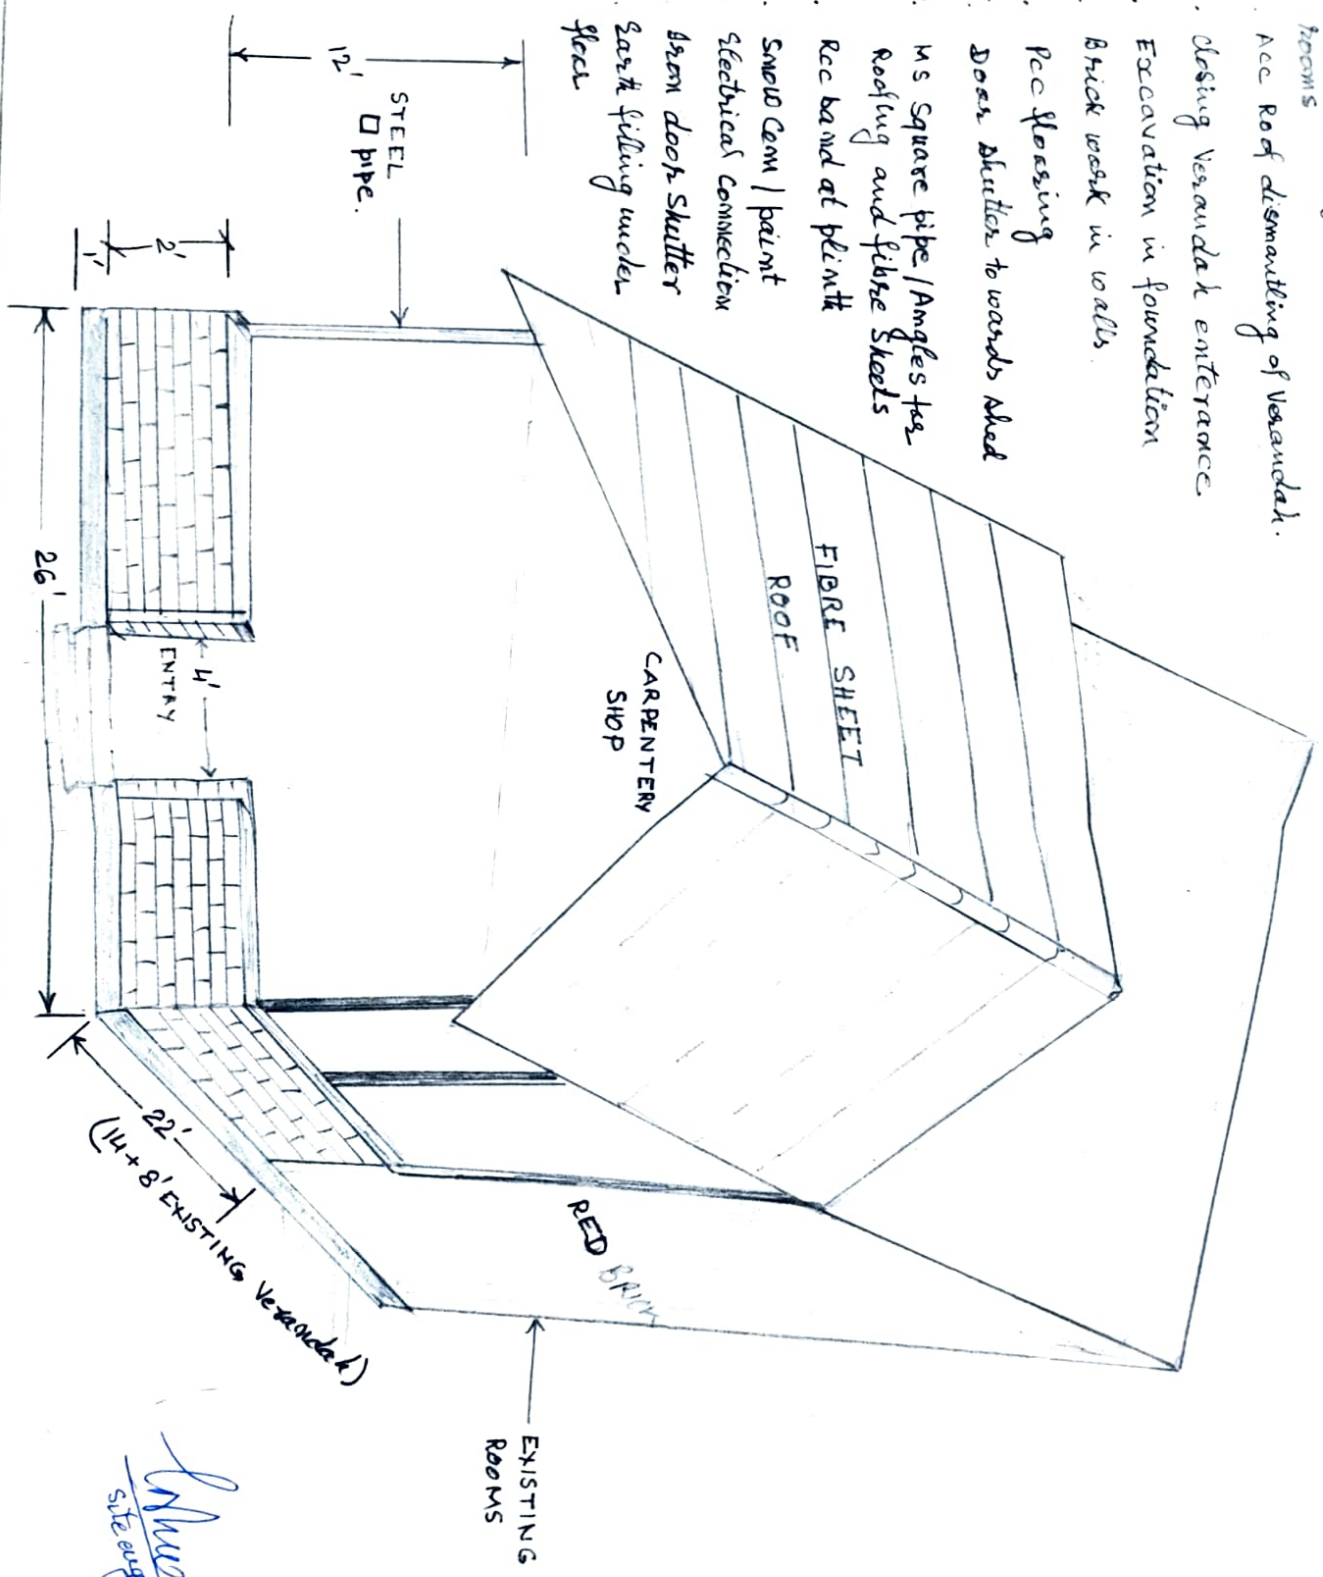 rooms
. Acc Roof dismantling of Verandah.
. closing Verandah enterance
. Excavation in foundation
. Brick work in walls.
. Pcc flooring
. Door shutter towards shed
. MS Square pipe/Angles for
Roofing and fibre Sheets
. Rcc band at plinth
. Snow Cem/paint
. Electrical connection
. Iron door Shutter
. Earth filling under
floor
12'
STEEL
□ pipe.
2'
1'
FIBRE SHEET
ROOF
CARPENTERY
SHOP
4'
ENTRY
26'
22'
(14+8' EXISTING Verandah)
RED BRICK
EXISTING
ROOMS
Site eng